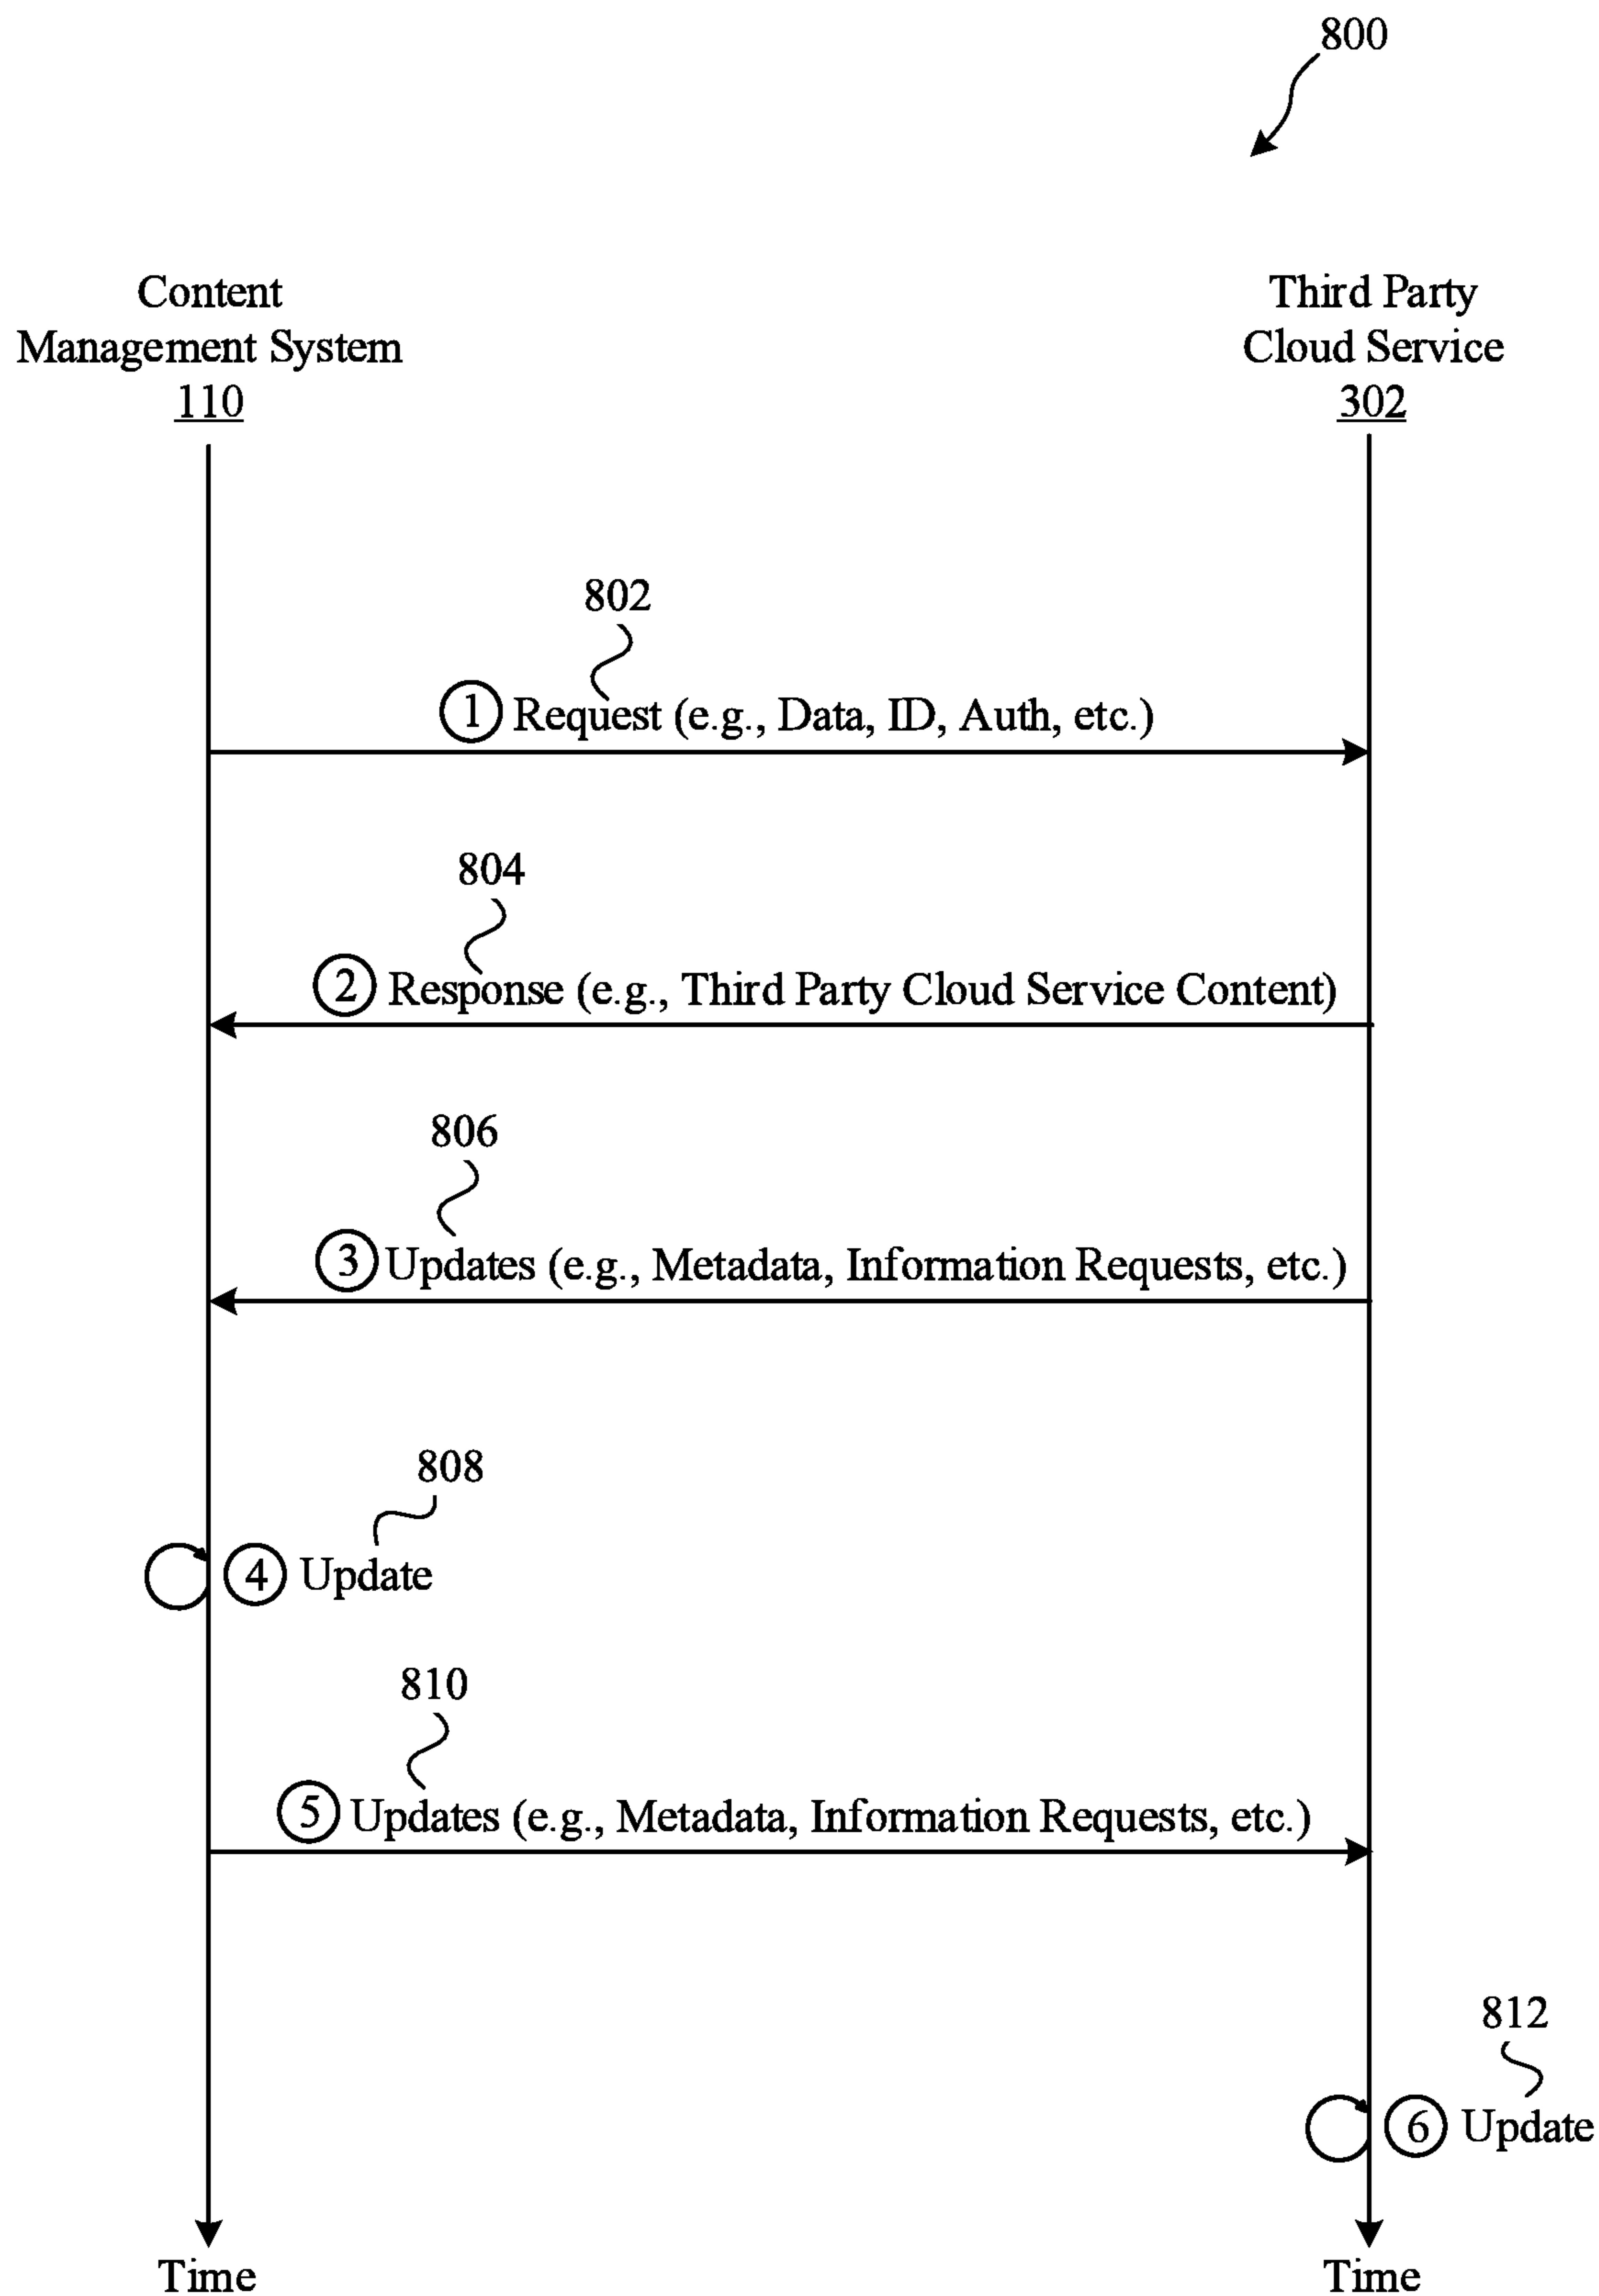 800
Content
Management System
110
Third Party
Cloud Service
302
802
1 Request (e.g., Data, ID, Auth, etc.)
804
2 Response (e.g., Third Party Cloud Service Content)
806
3 Updates (e.g., Metadata, Information Requests, etc.)
808
4 Update
810
5 Updates (e.g., Metadata, Information Requests, etc.)
812
6 Update
Time
Time